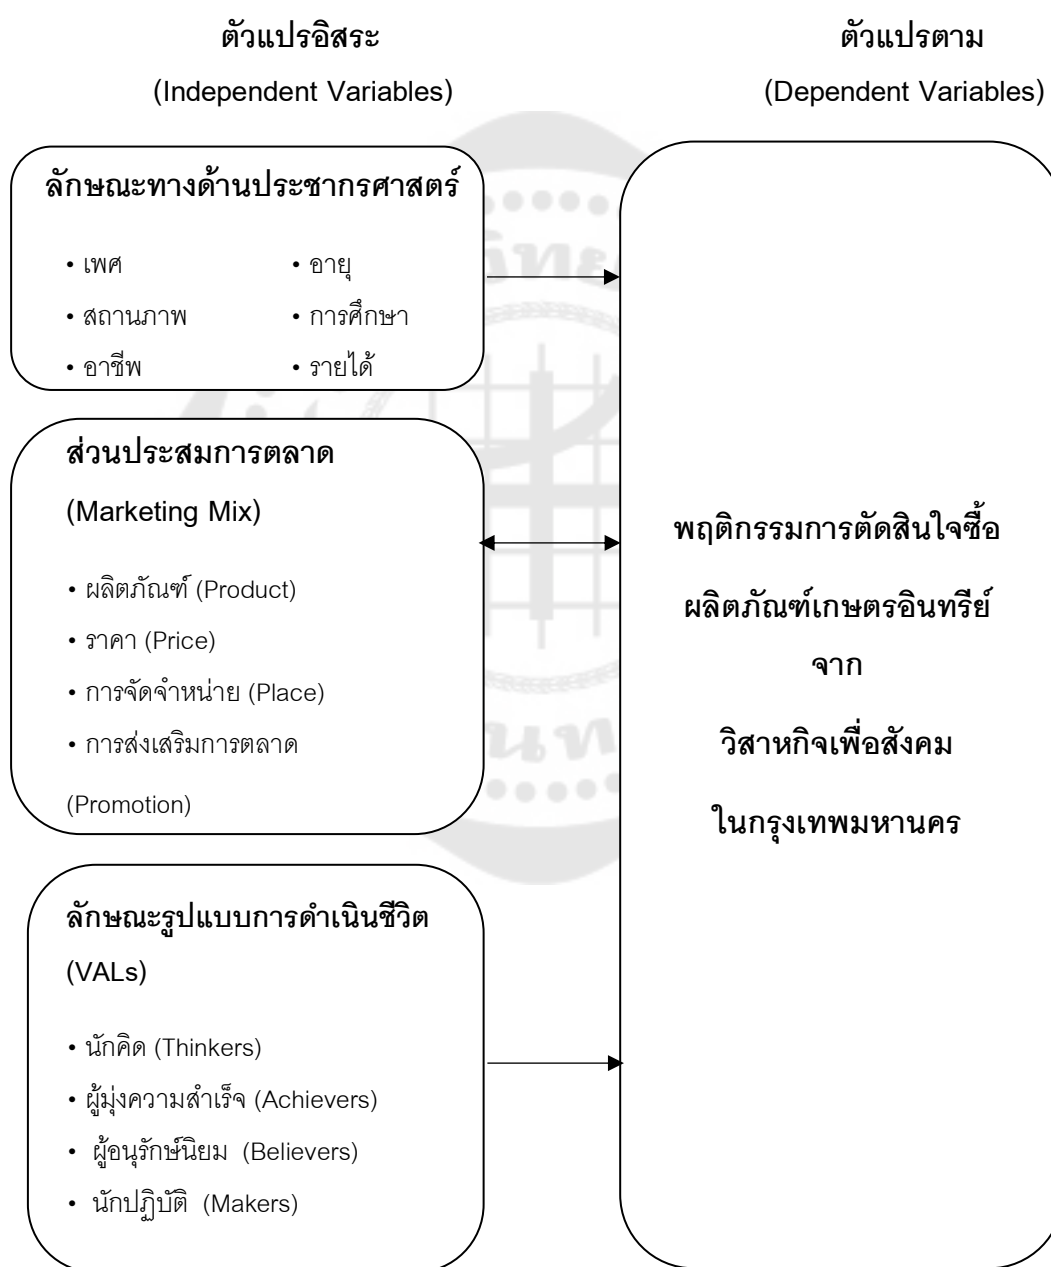 ตัวแปรอิสระ
(Independent Variables)
ตัวแปรตาม
(Dependent Variables)
ลักษณะทางด้านประชากรศาสตร์
• เพศ • อายุ
• สถานภาพ • การศึกษา
• อาชีพ • รายได้
ส่วนประสมการตลาด
(Marketing Mix)
• ผลิตภัณฑ์ (Product)
• ราคา (Price)
• การจัดจำหน่าย (Place)
• การส่งเสริมการตลาด
(Promotion)
ลักษณะรูปแบบการดำเนินชีวิต
(VALs)
• นักคิด (Thinkers)
• ผู้มุ่งความสำเร็จ (Achievers)
• ผู้อนุรักษ์นิยม (Believers)
• นักปฏิบัติ (Makers)
พฤติกรรมการตัดสินใจซื้อ
ผลิตภัณฑ์เกษตรอินทรีย์
จาก
วิสาหกิจเพื่อสังคม
ในกรุงเทพมหานคร